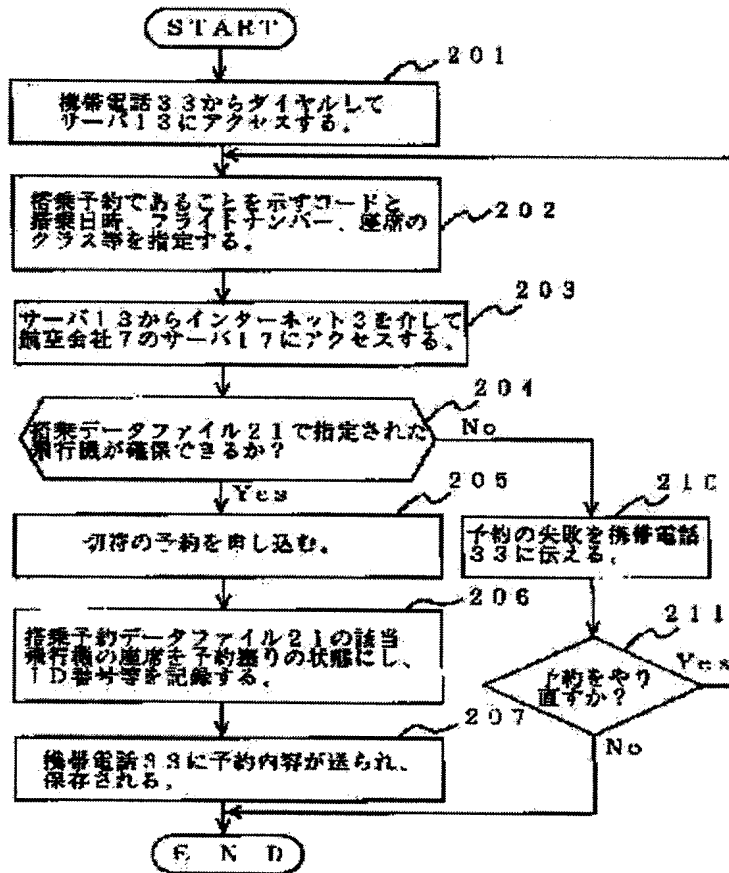 START
201
携帯電話33からダイヤルして
サーバ13にアクセスする。
202
搭乗予約であることを示すコードと
搭乗日時、フライトナンバー、座席の
クラス等を指定する。
203
サーバ13からインターネット3を介して
航空会社7のサーバ17にアクセスする。
204
搭乗データファイル21で指定された
飛行機が確保できるか?
No
Yes
205
切符の予約を申し込む。
210
予約の失敗を携帯電話
33に伝える。
206
搭乗予約データファイル21の該当
飛行機の座席を予約塞りの状態にし、
ID番号等を記録する。
211
予約をやり
直すか?
Yes
No
207
携帯電話33に予約内容が送られ、
保存される。
END